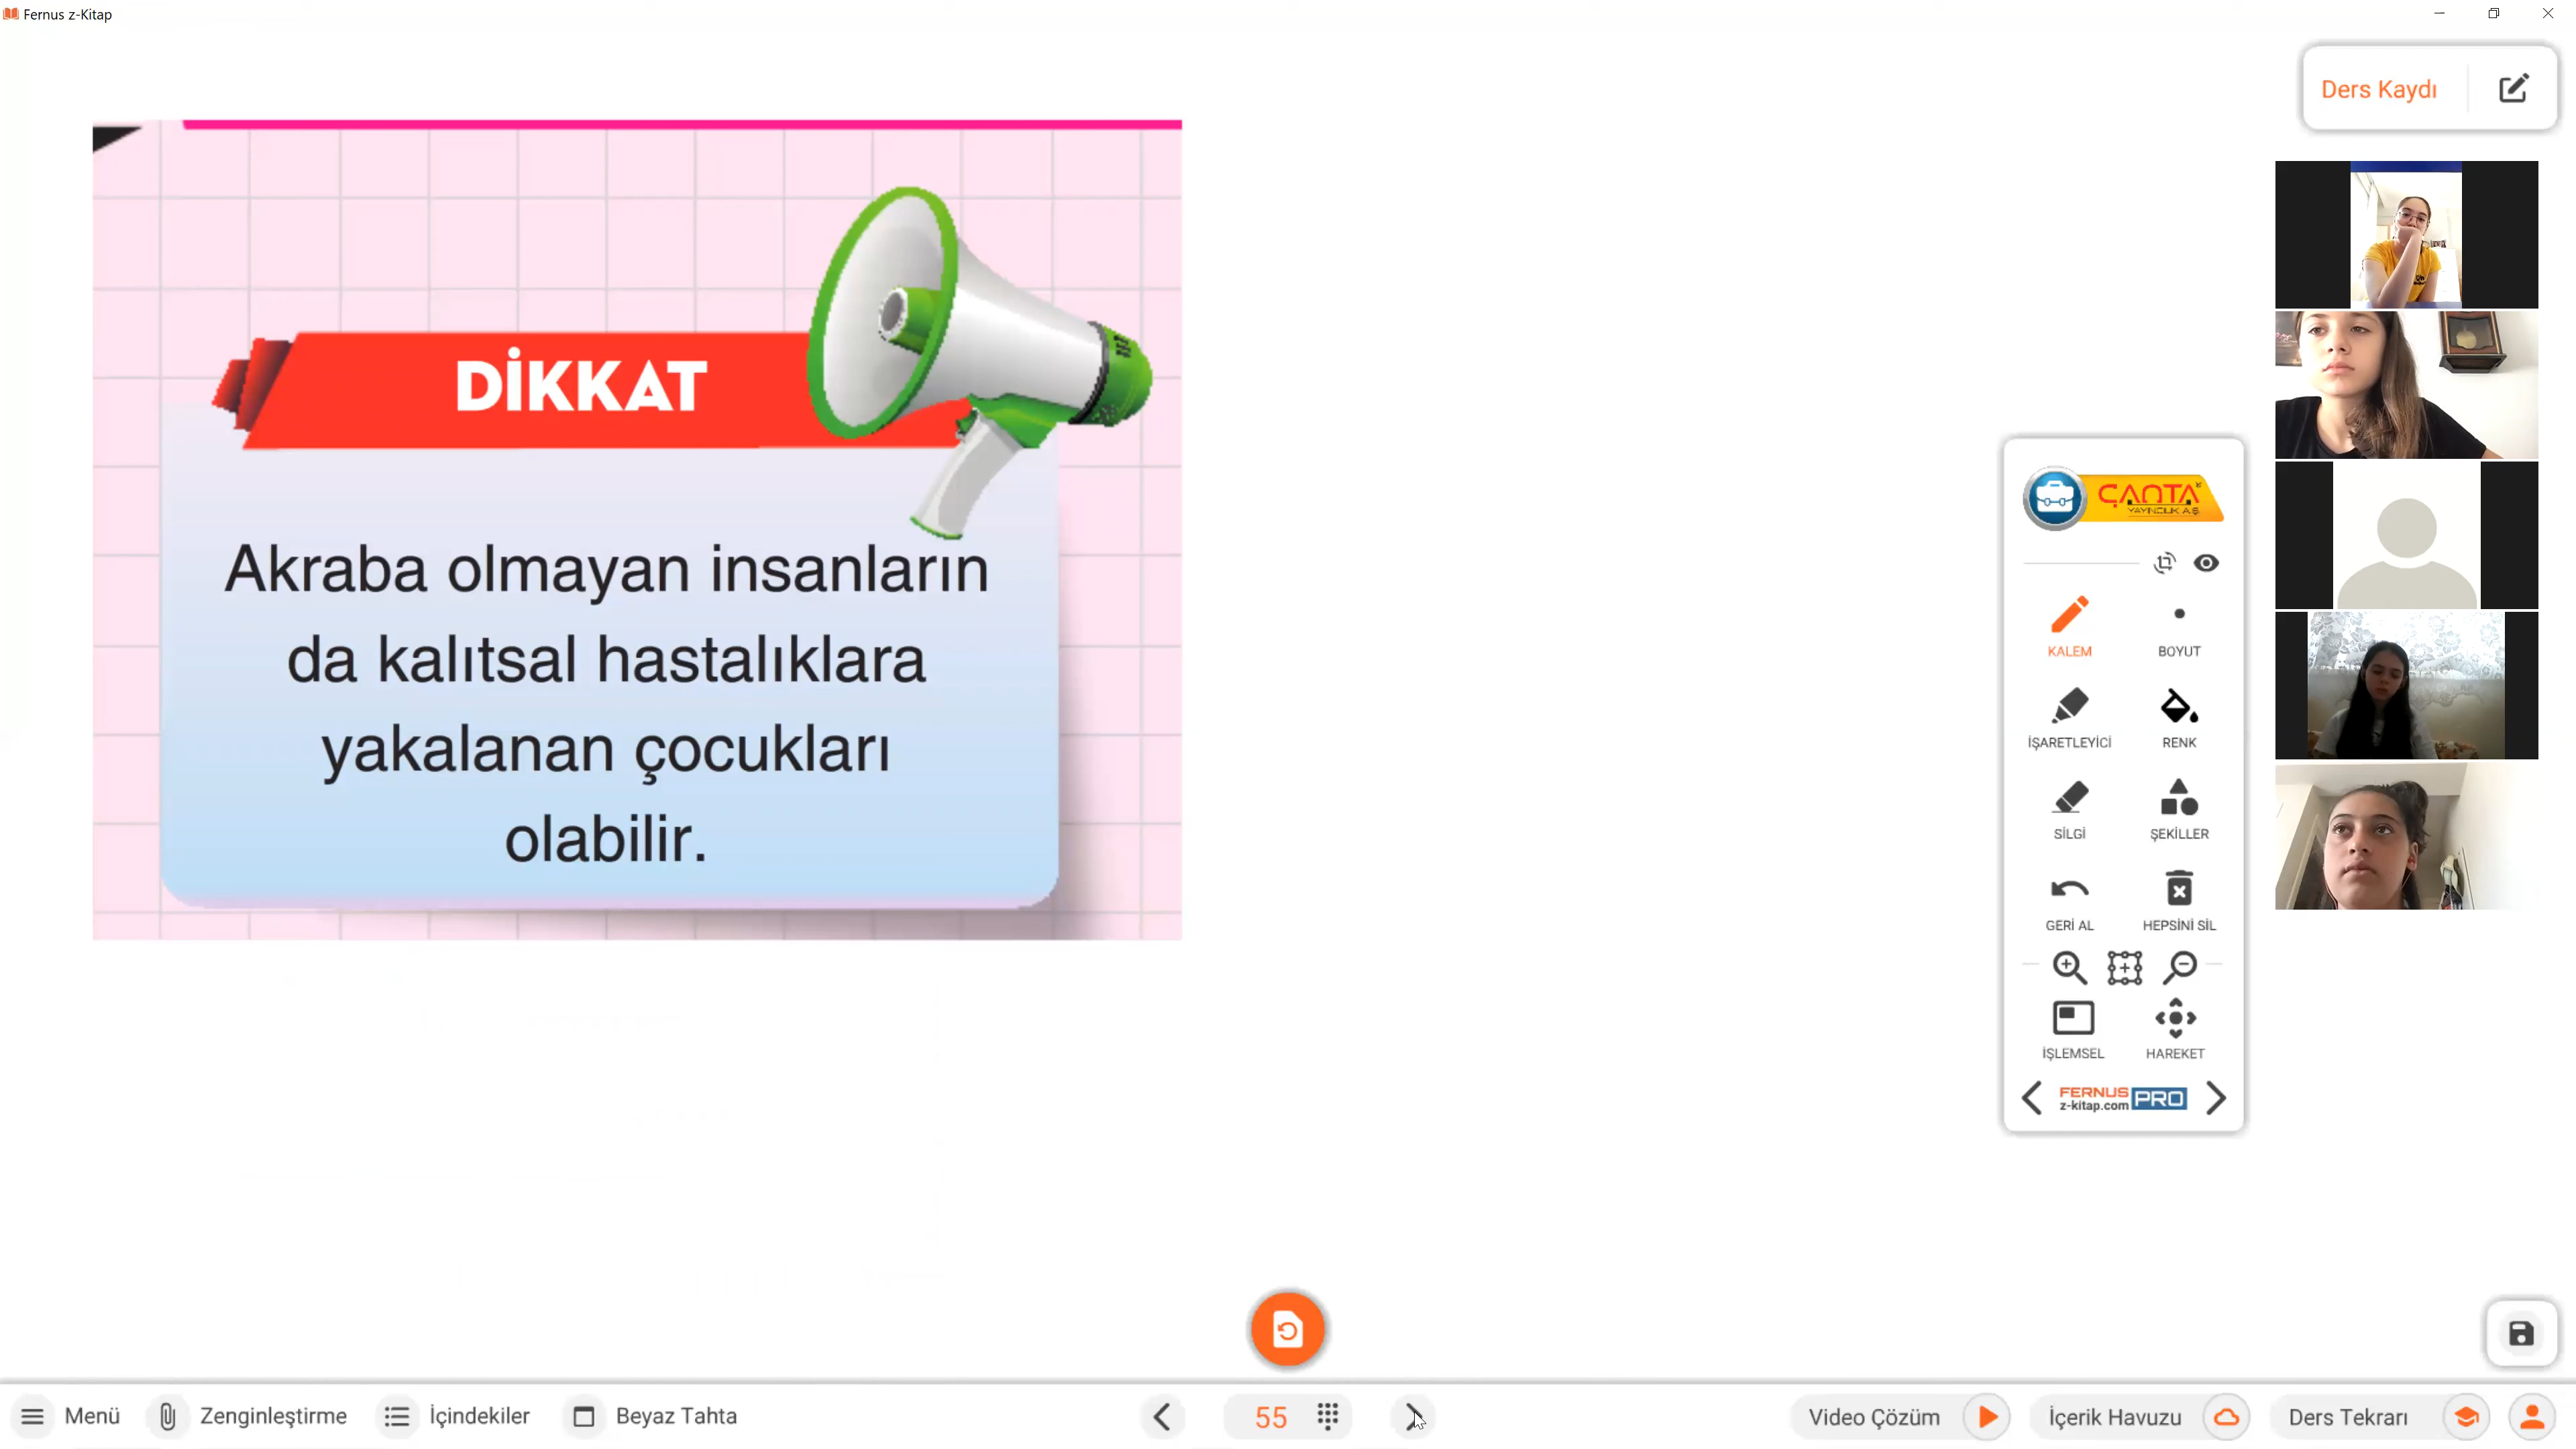 Fernus z-Kitap
Ders Kaydı
DİKKAT
Akraba olmayan insanların
da kalıtsal hastalıklara
yakalanan çocukları
olabilir.
ÇANTA
YAYINCILIK A.Ş.
KALEM
BOYUT
İŞARETLEYİCİ
RENK
SİLGİ
ŞEKİLLER
GERİ AL
HEPSİNİ SİL
İŞLEMSEL
HAREKET
FERNUS
z-kitap.com PRO
Menü
Zenginleştirme
İçindekiler
Beyaz Tahta
55
Video Çözüm
İçerik Havuzu
Ders Tekrarı